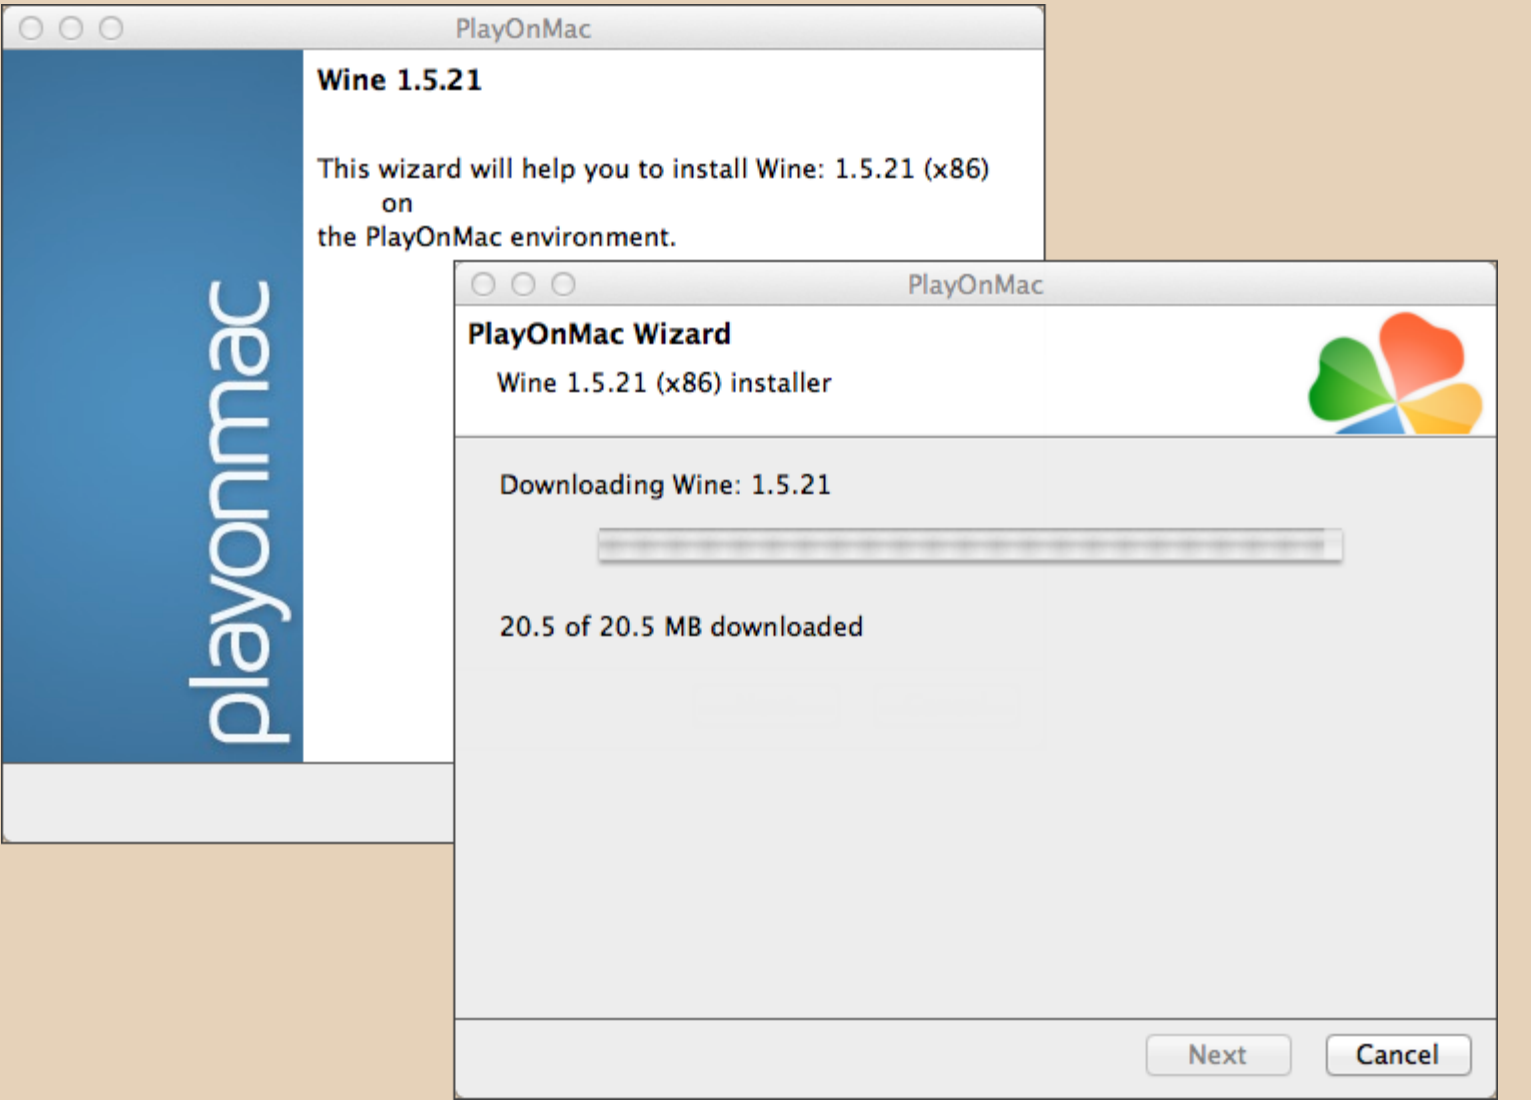 PlayOnMac
Wine 1.5.21
This wizard will help you to install Wine: 1.5.21 (x86)
on
the PlayOnMac environment.
playonmac
PlayOnMac
PlayOnMac Wizard
Wine 1.5.21 (x86) installer
Downloading Wine: 1.5.21
20.5 of 20.5 MB downloaded
Next
Cancel